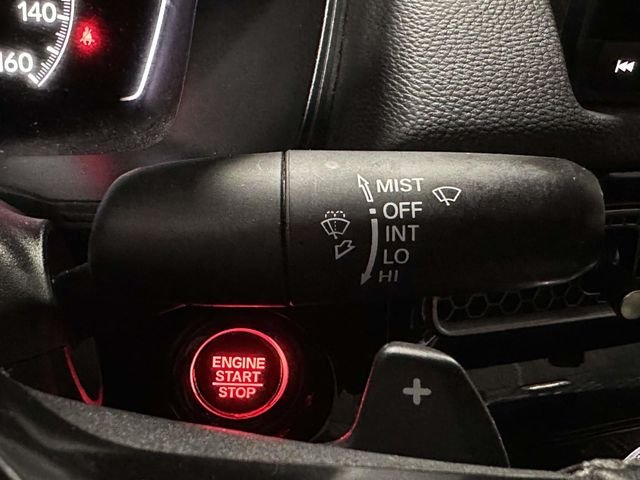 140
160
MIST
OFF
INT
LO
HI
ENGINE
START
STOP
+